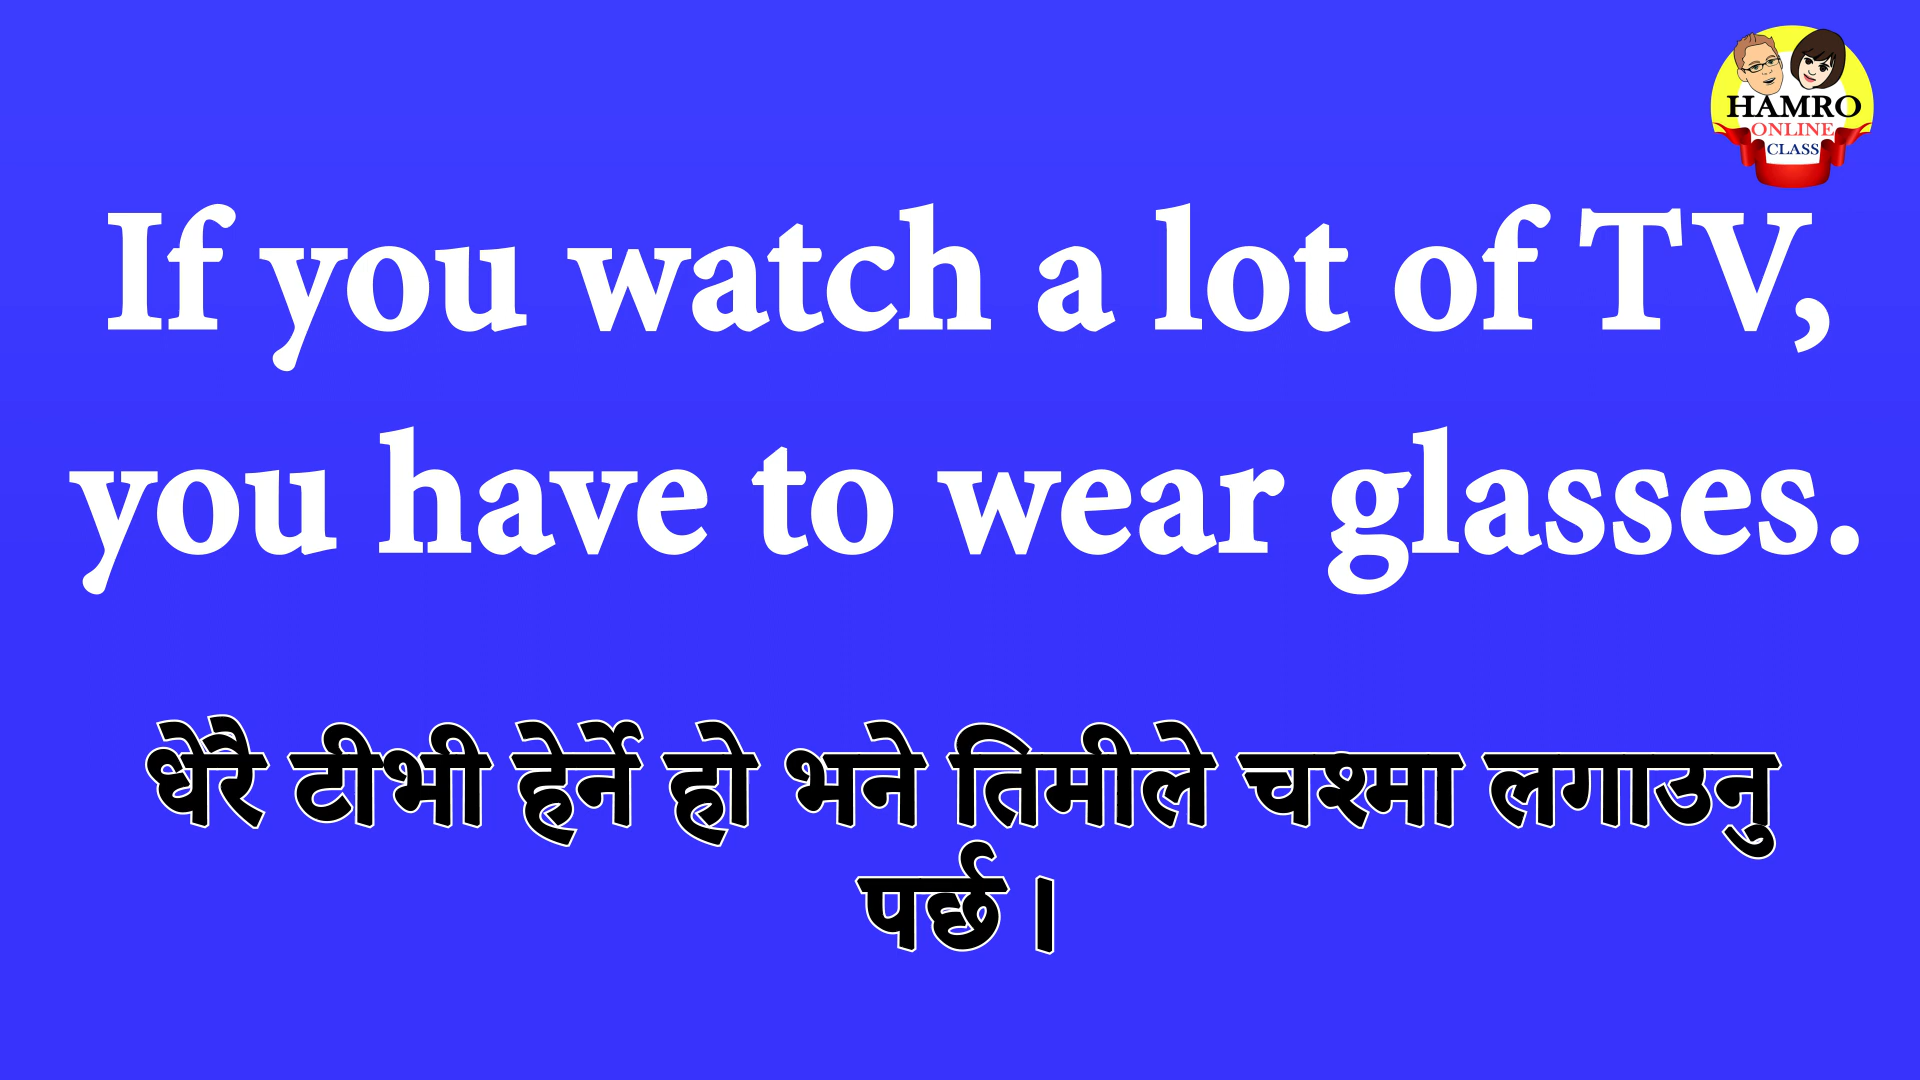 HAMRO
ONLINE
CLASS
If you watch a lot of TV,
you have to wear glasses.
धेरै टीभी हेर्ने हो भने तिमीले चश्मा लगाउनु
पर्छ।